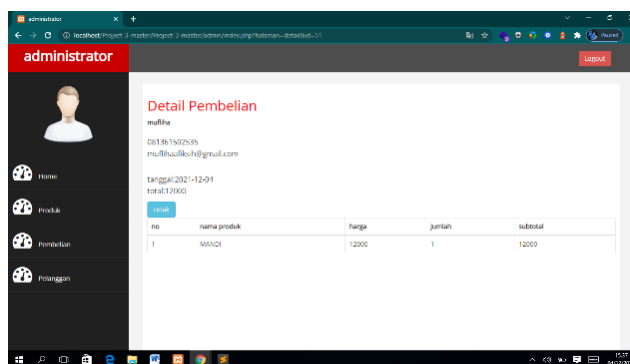 administrator
localhost/Project-3-master/Project-3-master/admin/index.php?halaman=detail&id=51
Paused
administrator
Logout
Home
Produk
Pembelian
Pelanggan
Detail Pembelian
mufliha
081361502535
muflihaafiksih@gmail.com
tanggal:2021-12-04
total:12000
cetak
no nama produk harga jumlah subtotal
1 MANDI 12000 1 12000
15.37